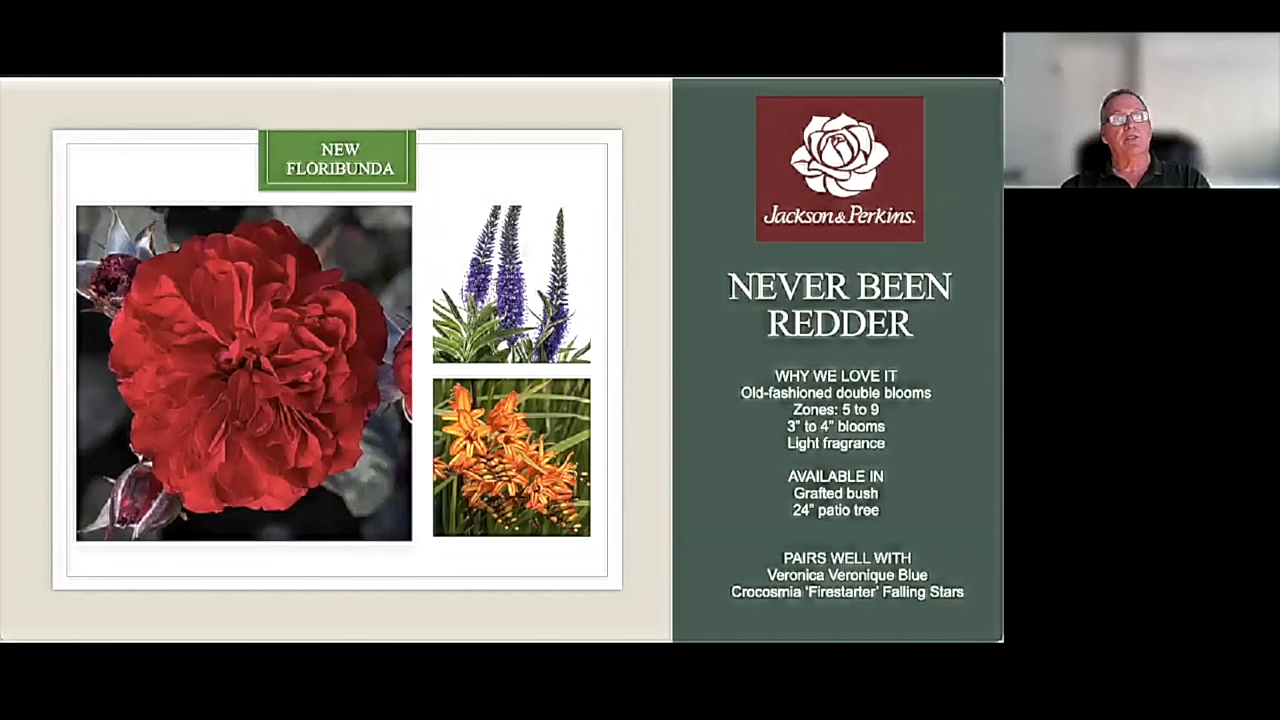 NEW
FLORIBUNDA
Jackson & Perkins.
NEVER BEEN
REDDER
WHY WE LOVE IT
Old-fashioned double blooms
Zones: 5 to 9
3” to 4” blooms
Light fragrance
AVAILABLE IN
Grafted bush
24” patio tree
PAIRS WELL WITH
Veronica Veronique Blue
Crocosmia ‘Firestarter’ Falling Stars